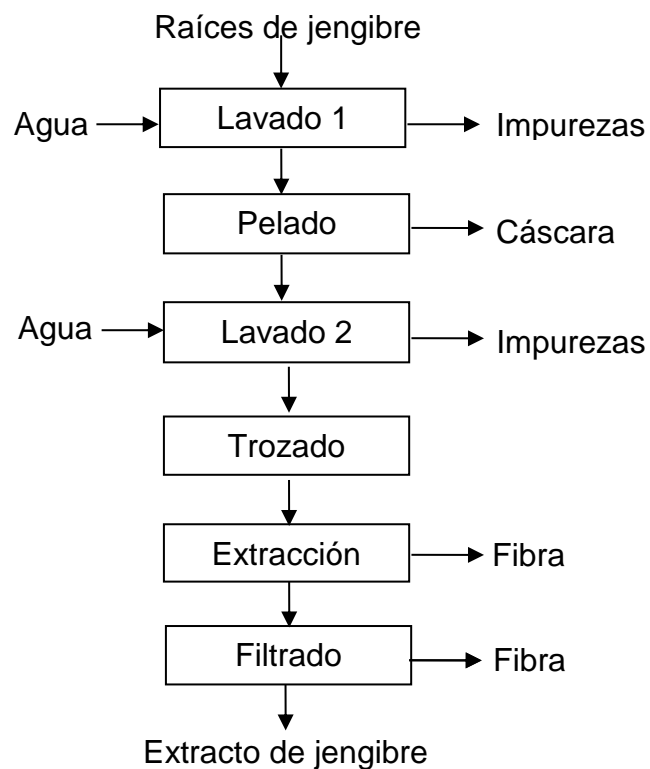 Raíces de jengibre
Agua
Lavado 1
Impurezas
Pelado
Cáscara
Agua
Lavado 2
Impurezas
Trozado
Extracción
Fibra
Filtrado
Fibra
Extracto de jengibre